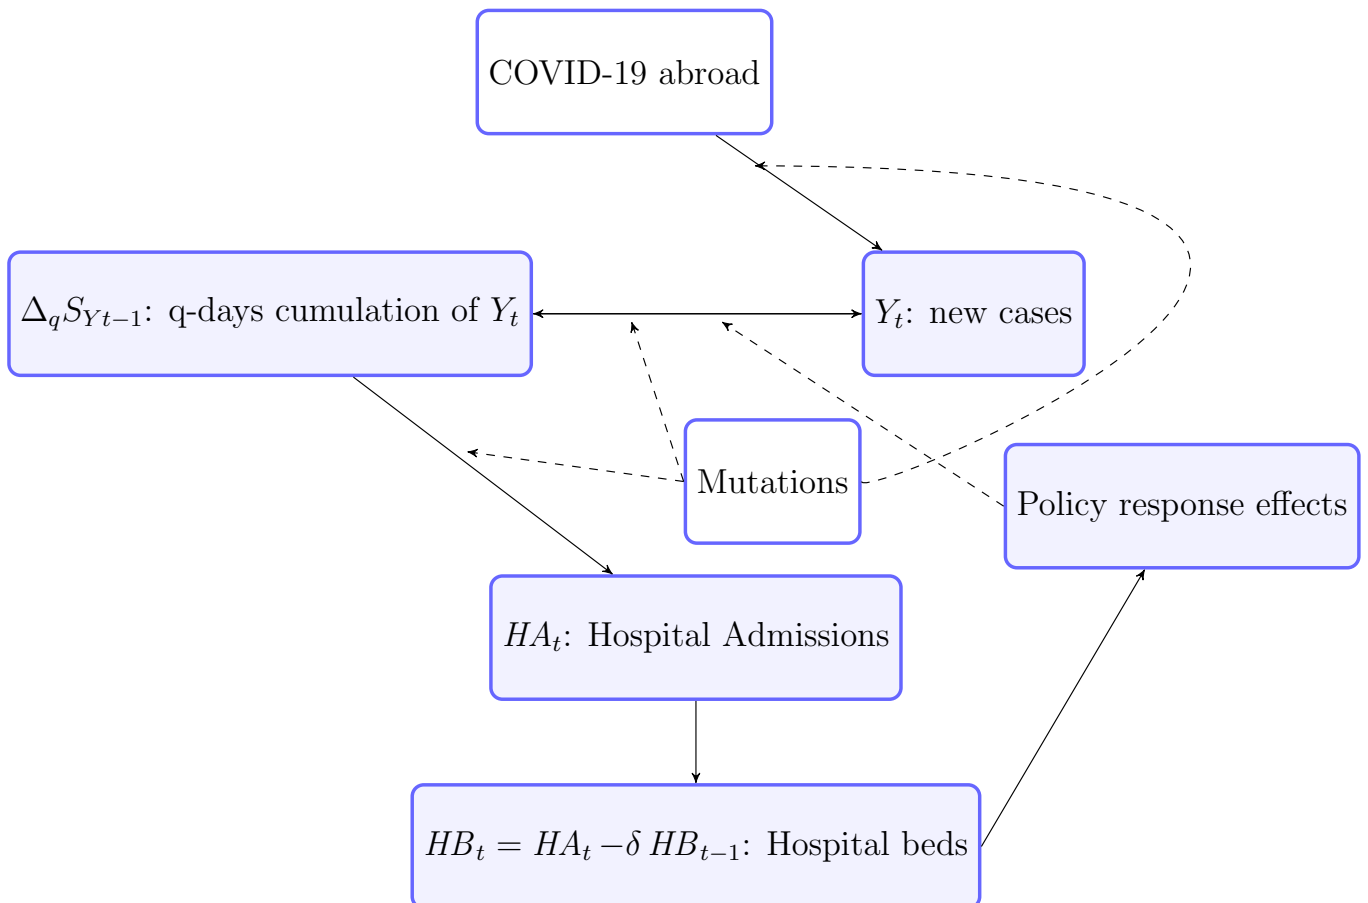 COVID-19 abroad
Δ_qS_{Yt−1}: q-days cumulation of Y_t
Y_t: new cases
Mutations
Policy response effects
HA_t: Hospital Admissions
HB_t = HA_t −δ HB_{t−1}: Hospital beds